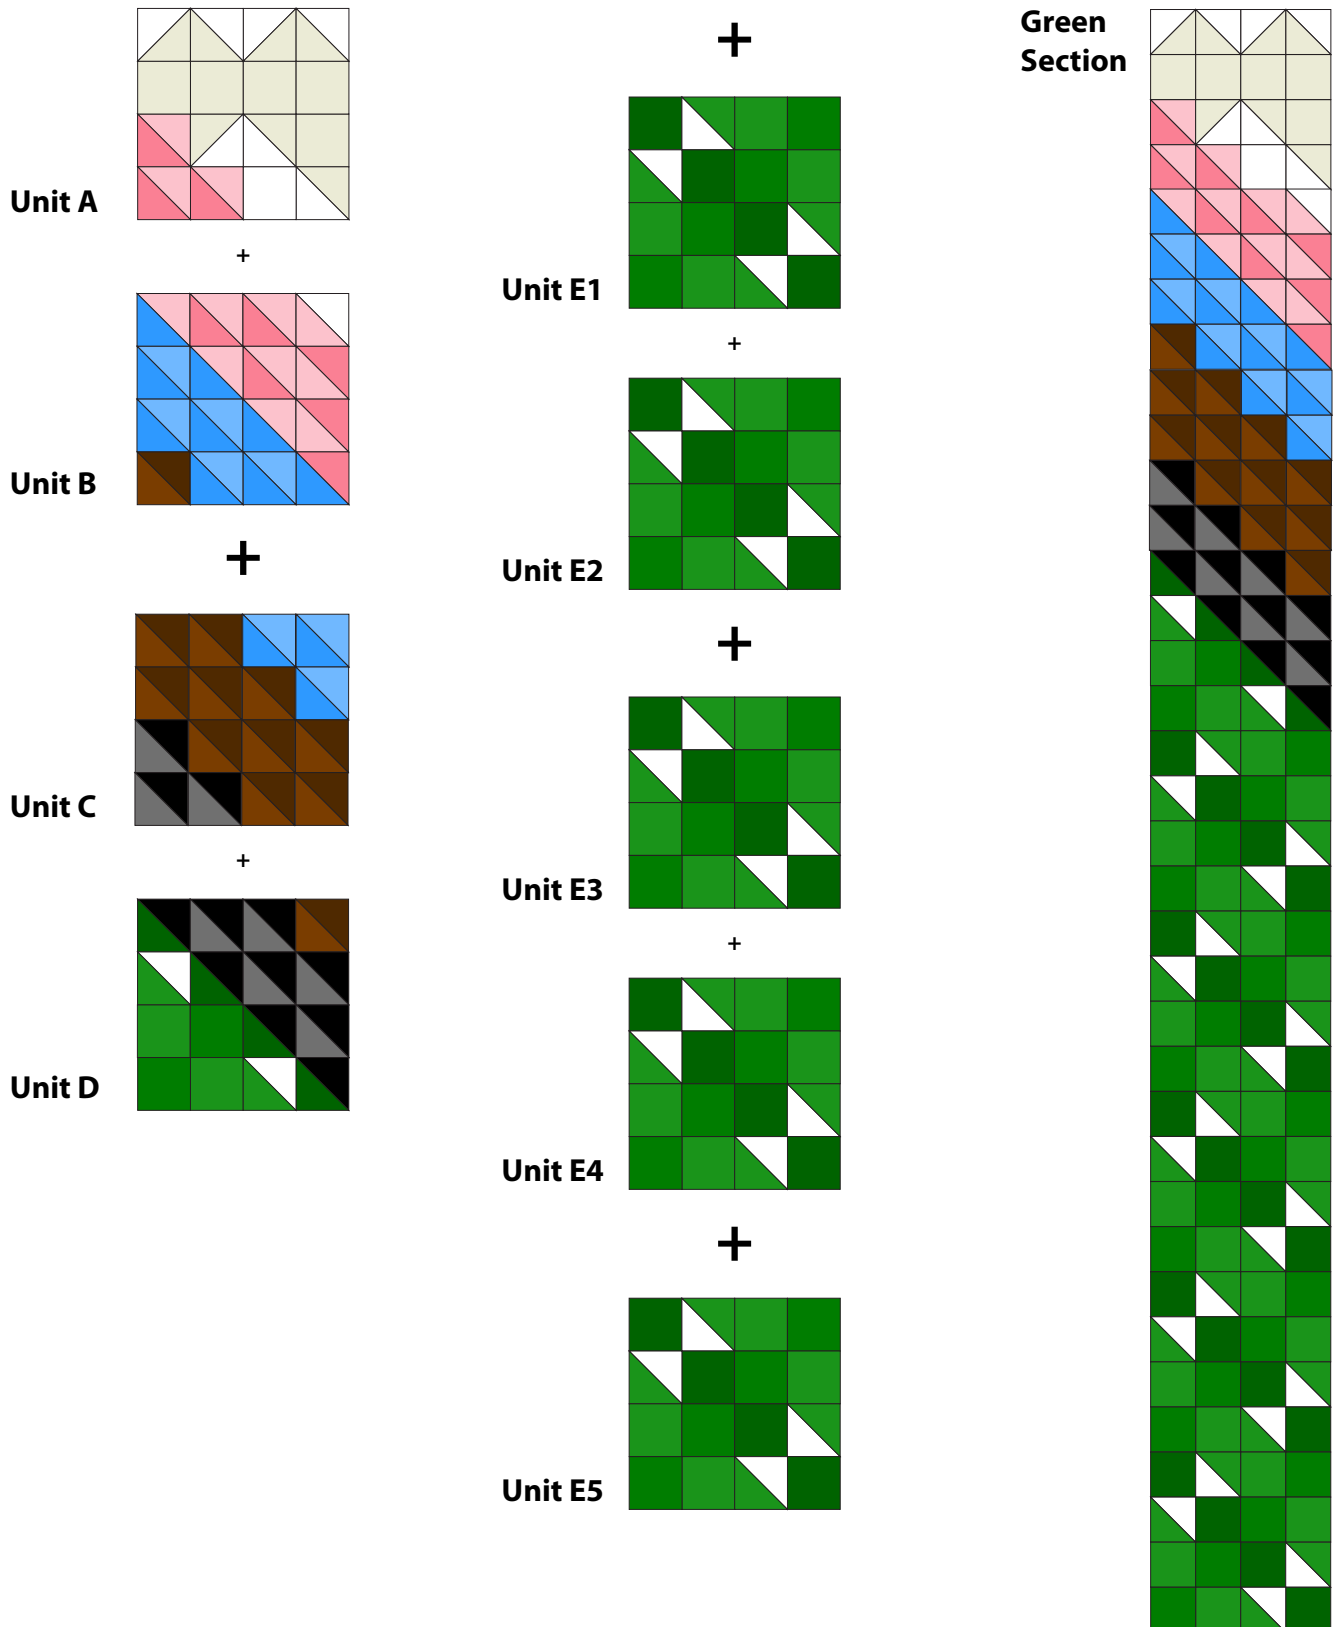 Unit A
+
Unit B
+
Unit C
+
Unit D
+
Unit E1
+
Unit E2
+
Unit E3
+
Unit E4
+
Unit E5
Green
Section